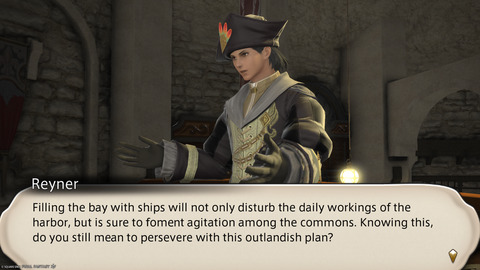 Reyner
Filling the bay with ships will not only disturb the daily workings of the
harbor, but is sure to foment agitation among the commons. Knowing this,
do you still mean to persevere with this outlandish plan?